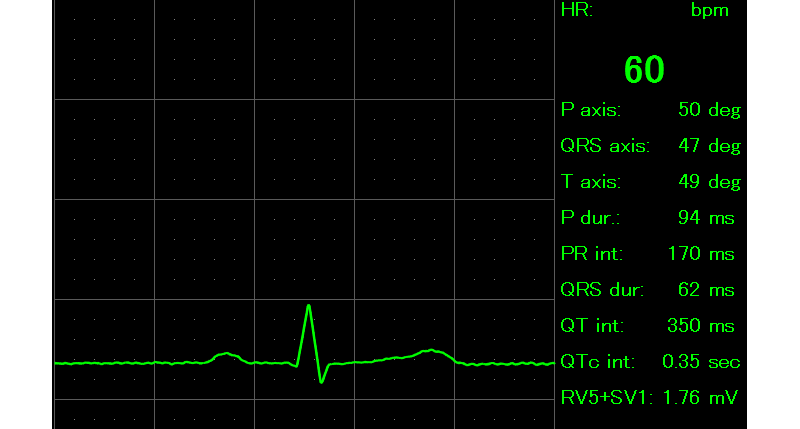 HR: bpm
60
P axis: 50 deg
QRS axis: 47 deg
T axis: 49 deg
P dur.: 94 ms
PR int: 170 ms
QRS dur: 62 ms
QT int: 350 ms
QTc int: 0.35 sec
RV5+SV1: 1.76 mV